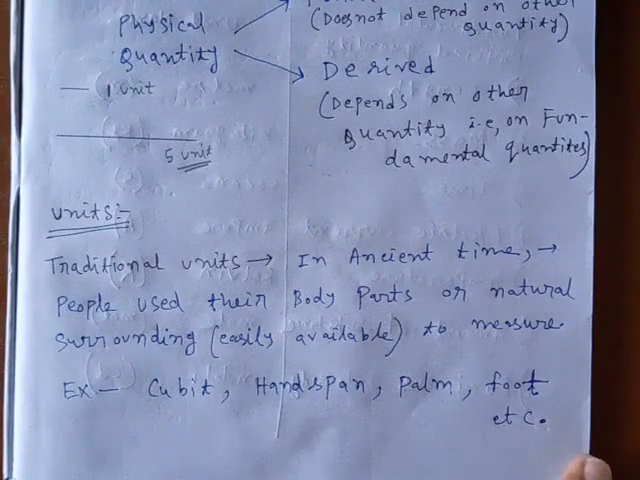 (Does not depend on other
quantity)
Physical
Quantity
Derived
(Depends on other
Quantity i.e, on Fun-
damental quantites)
1 unit
5 unit
Units:-
Traditional units → In Ancient time, →
People used their Body Parts or natural
surrounding (easily available) to measure
Ex - Cubit, Handspan, Palm, foot
etc.